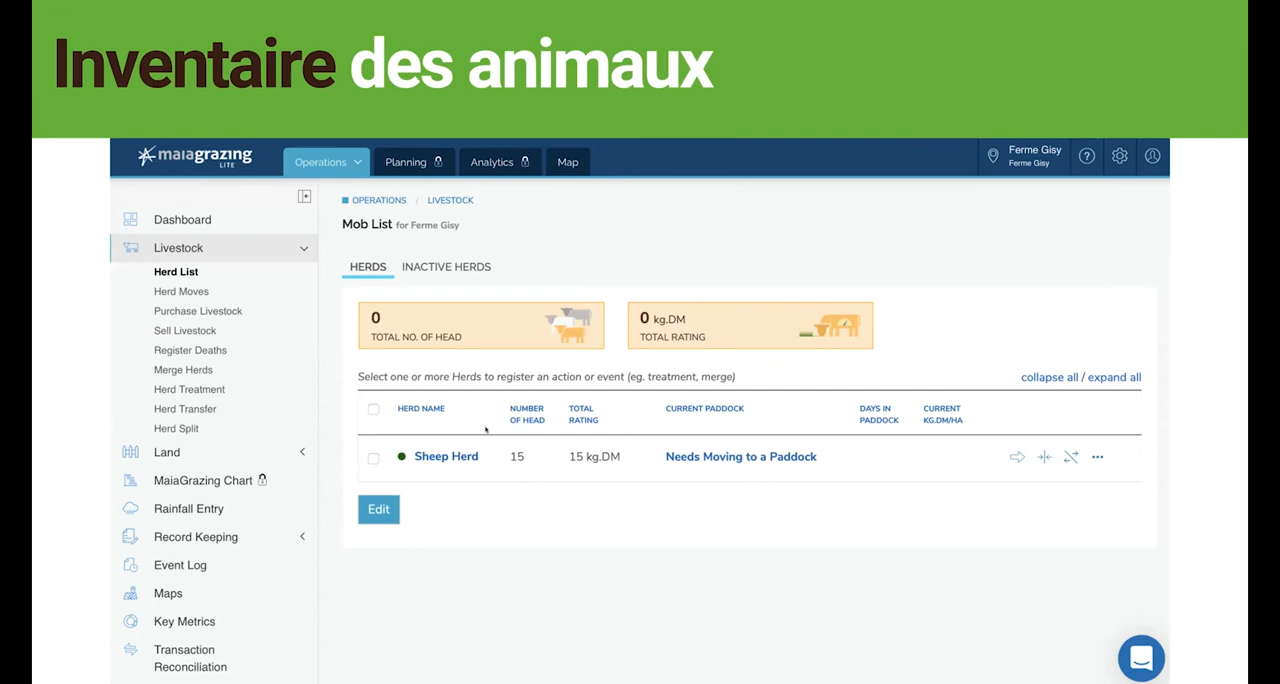 Inventaire des animaux
maiagrazing
LITE
Operations
Planning
Analytics
Map
Ferme Gisy
Ferme Gisy
?
Dashboard
Livestock
Herd List
Herd Moves
Purchase Livestock
Sell Livestock
Register Deaths
Merge Herds
Herd Treatment
Herd Transfer
Herd Split
Land
MaiaGrazing Chart
Rainfall Entry
Record Keeping
Event Log
Maps
Key Metrics
Transaction
Reconciliation
OPERATIONS / LIVESTOCK
Mob List for Ferme Gisy
HERDS INACTIVE HERDS
0
TOTAL NO. OF HEAD
0 kg.DM
TOTAL RATING
Select one or more Herds to register an action or event (eg. treatment, merge)
collapse all / expand all
HERD NAME
NUMBER
OF HEAD
TOTAL
RATING
CURRENT PADDOCK
DAYS IN
PADDOCK
CURRENT
KG.DM/HA
Sheep Herd 15 15 kg.DM Needs Moving to a Paddock
Edit